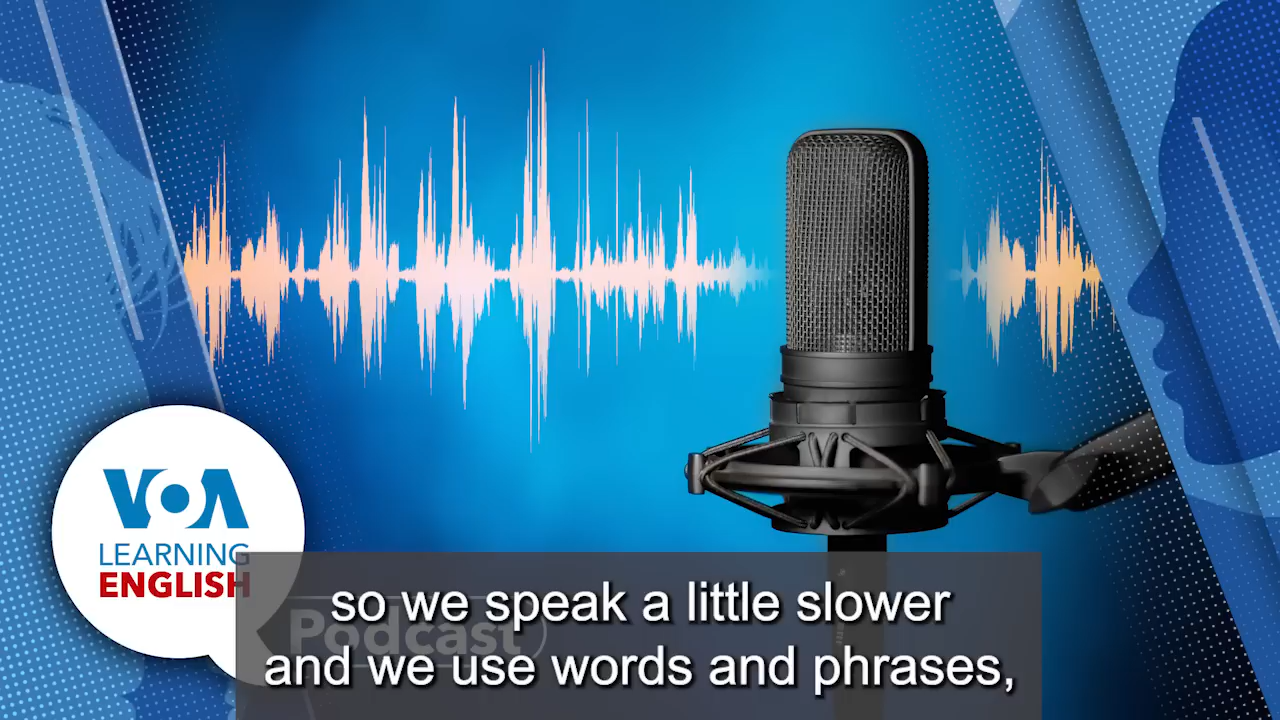 VOA
LEARNING
ENGLISH
Podcast
so we speak a little slower
and we use words and phrases,